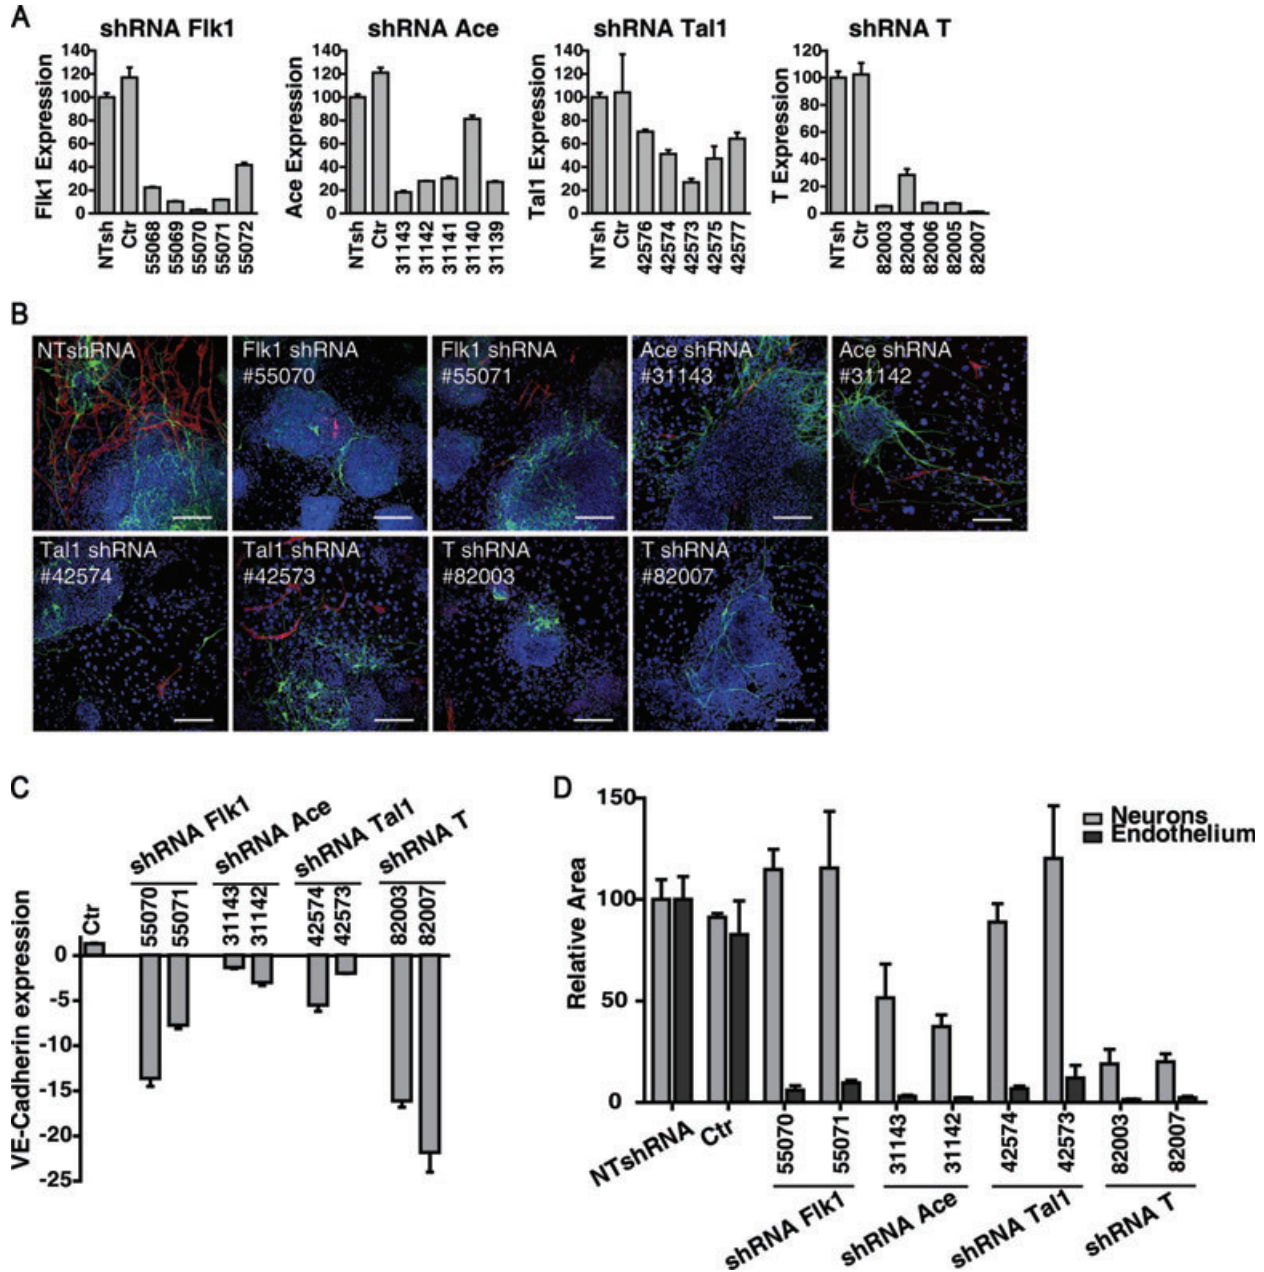 A
shRNA Flk1
Flk1 Expression
140
120
100
80
60
40
20
0
NTsh
Ctr
55068
55069
55070
55071
55072
shRNA Ace
Ace Expression
140
120
100
80
60
40
20
0
NTsh
Ctr
31143
31142
31141
31140
31139
shRNA Tal1
Tal1 Expression
140
120
100
80
60
40
20
0
NTsh
Ctr
42576
42574
42573
42575
42577
shRNA T
T Expression
120
100
80
60
40
20
0
NTsh
Ctr
82003
82004
82006
82005
82007
B
NTshRNA
Flk1 shRNA
#55070
Flk1 shRNA
#55071
Ace shRNA
#31143
Ace shRNA
#31142
Tal1 shRNA
#42574
Tal1 shRNA
#42573
T shRNA
#82003
T shRNA
#82007
C
shRNA Flk1
shRNA Ace
shRNA Tal1
shRNA T
Ctr
55070
55071
31143
31142
42574
42573
82003
82007
VE-Cadherin expression
0
-5
-10
-15
-20
-25
D
Relative Area
150
100
50
0
Neurons
Endothelium
NTshRNA
Ctr
55070
55071
31143
31142
42574
42573
82003
82007
shRNA Flk1
shRNA Ace
shRNA Tal1
shRNA T